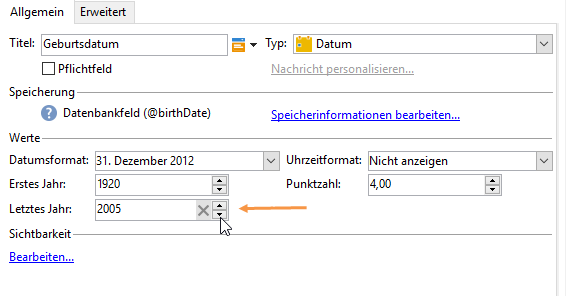 Allgemein Erweitert
Titel: Geburtsdatum Typ: Datum
Pflichtfeld Nachricht personalisieren...
Speicherung
Datenbankfeld (@birthDate) Speicherinformationen bearbeiten...
Werte
Datumsformat: 31. Dezember 2012 Uhrzeitformat: Nicht anzeigen
Erstes Jahr: 1920 Punktzahl: 4,00
Letztes Jahr: 2005
Sichtbarkeit
Bearbeiten...